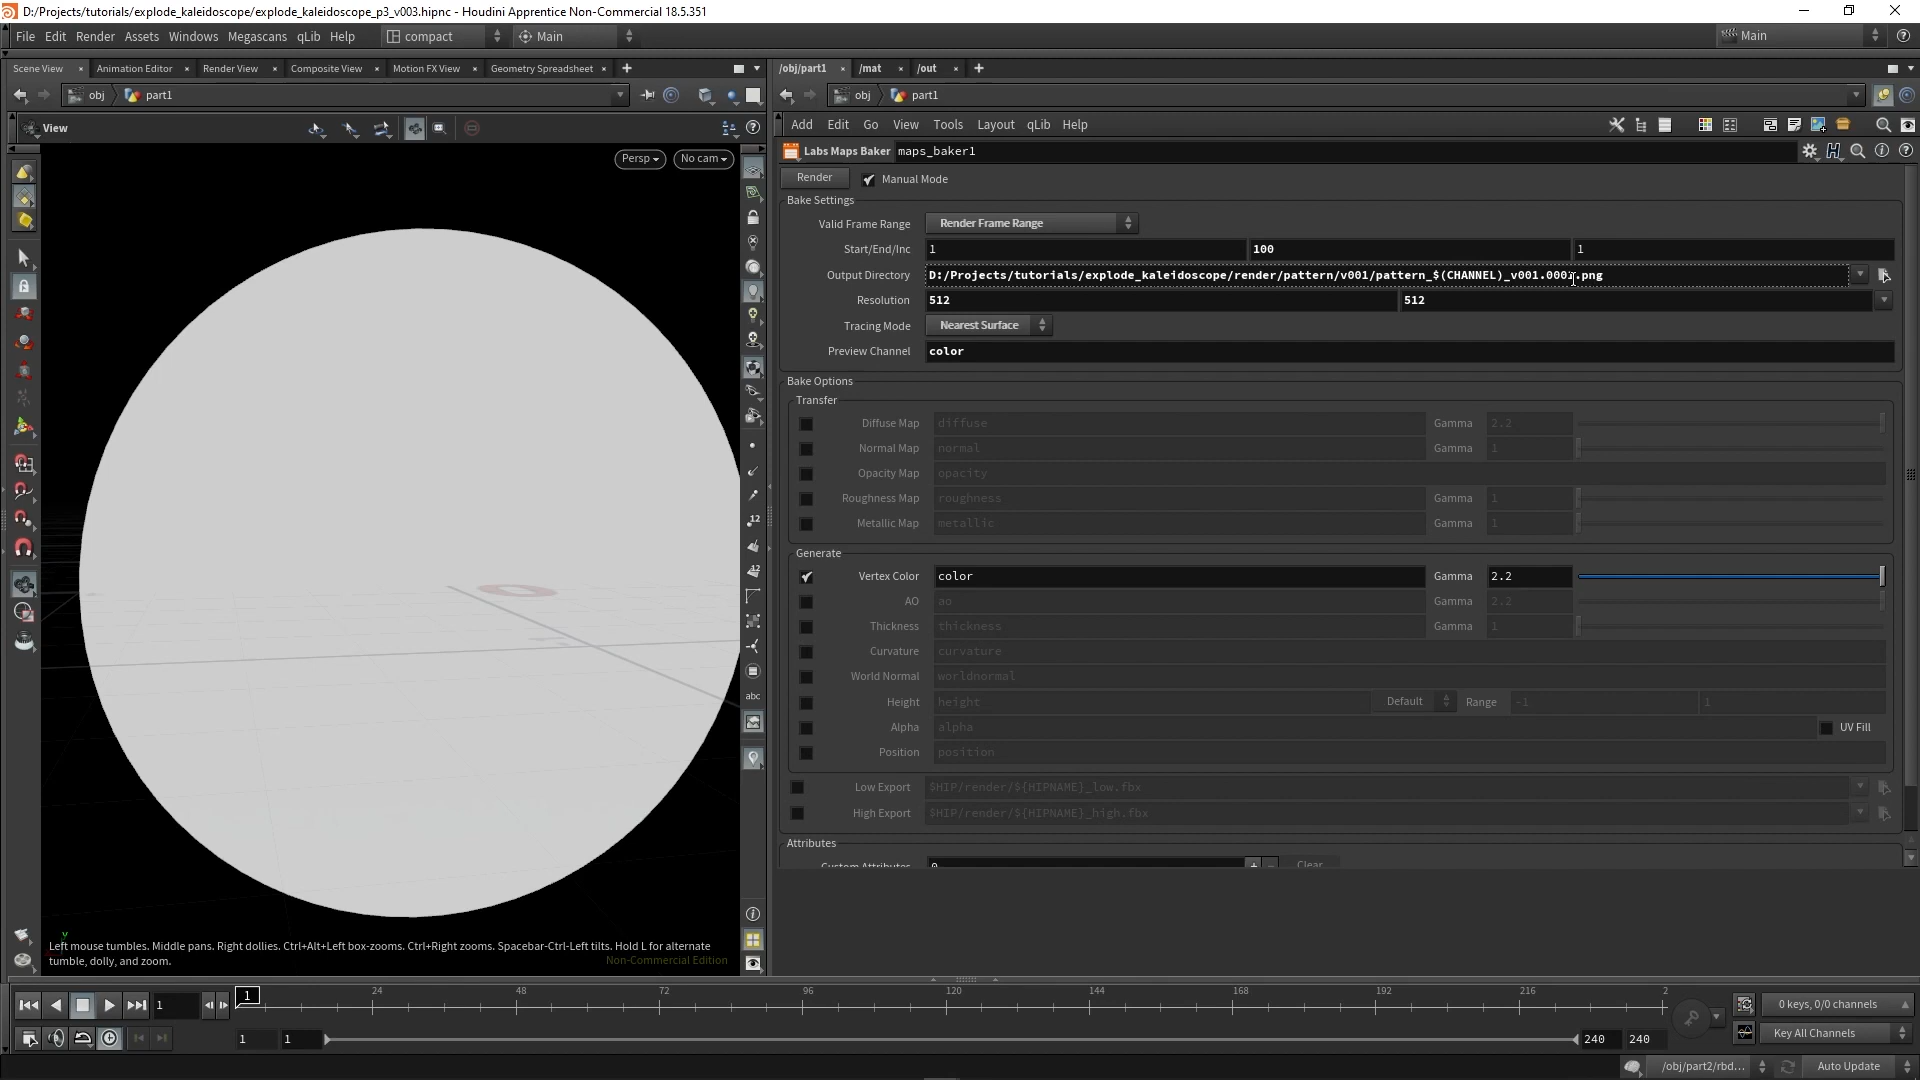 D:/Projects/tutorials/explode_kaleidoscope/explode_kaleidoscope_p3_v003.hipnc - Houdini Apprentice Non-Commercial 18.5.351
File Edit Render Assets Windows Megascans qLib Help compact Main Main
Scene View Animation Editor Render View Composite View Motion FX View Geometry Spreadsheet
/obj/part1 /mat /out
obj part1
obj part1
View
Add Edit Go View Tools Layout qLib Help
Persp No cam
Labs Maps Baker maps_baker1
Render Manual Mode
Bake Settings
Valid Frame Range Render Frame Range
Start/End/Inc 1 100 1
Output Directory D:/Projects/tutorials/explode_kaleidoscope/render/pattern/v001/pattern_$(CHANNEL)_v001.0001.png
Resolution 512 512
Tracing Mode Nearest Surface
Preview Channel color
Bake Options
Transfer
Diffuse Map diffuse Gamma 2.2
Normal Map normal Gamma 1
Opacity Map opacity
Roughness Map roughness Gamma 1
Metallic Map metallic Gamma 1
Generate
Vertex Color color Gamma 2.2
AO ao Gamma 2.2
Thickness thickness Gamma 1
Curvature curvature
World Normal worldnormal
Height height Default Range -1 1
Alpha alpha UV Fill
Position position
Low Export $HIP/render/${HIPNAME}_low.fbx
High Export $HIP/render/${HIPNAME}_high.fbx
Attributes
Custom Attributes 0 Clear
12
12
abc
y
Left mouse tumbles. Middle pans. Right dollies. Ctrl+Alt+Left box-zooms. Ctrl+Right zooms. Spacebar-Ctrl-Left tilts. Hold L for alternate
tumble, dolly, and zoom.
Non-Commercial Edition
1 1 24 48 72 96 120 144 168 192 216 2
0 keys, 0/0 channels
1 1 240 240 Key All Channels
/obj/part2/rbd... Auto Update